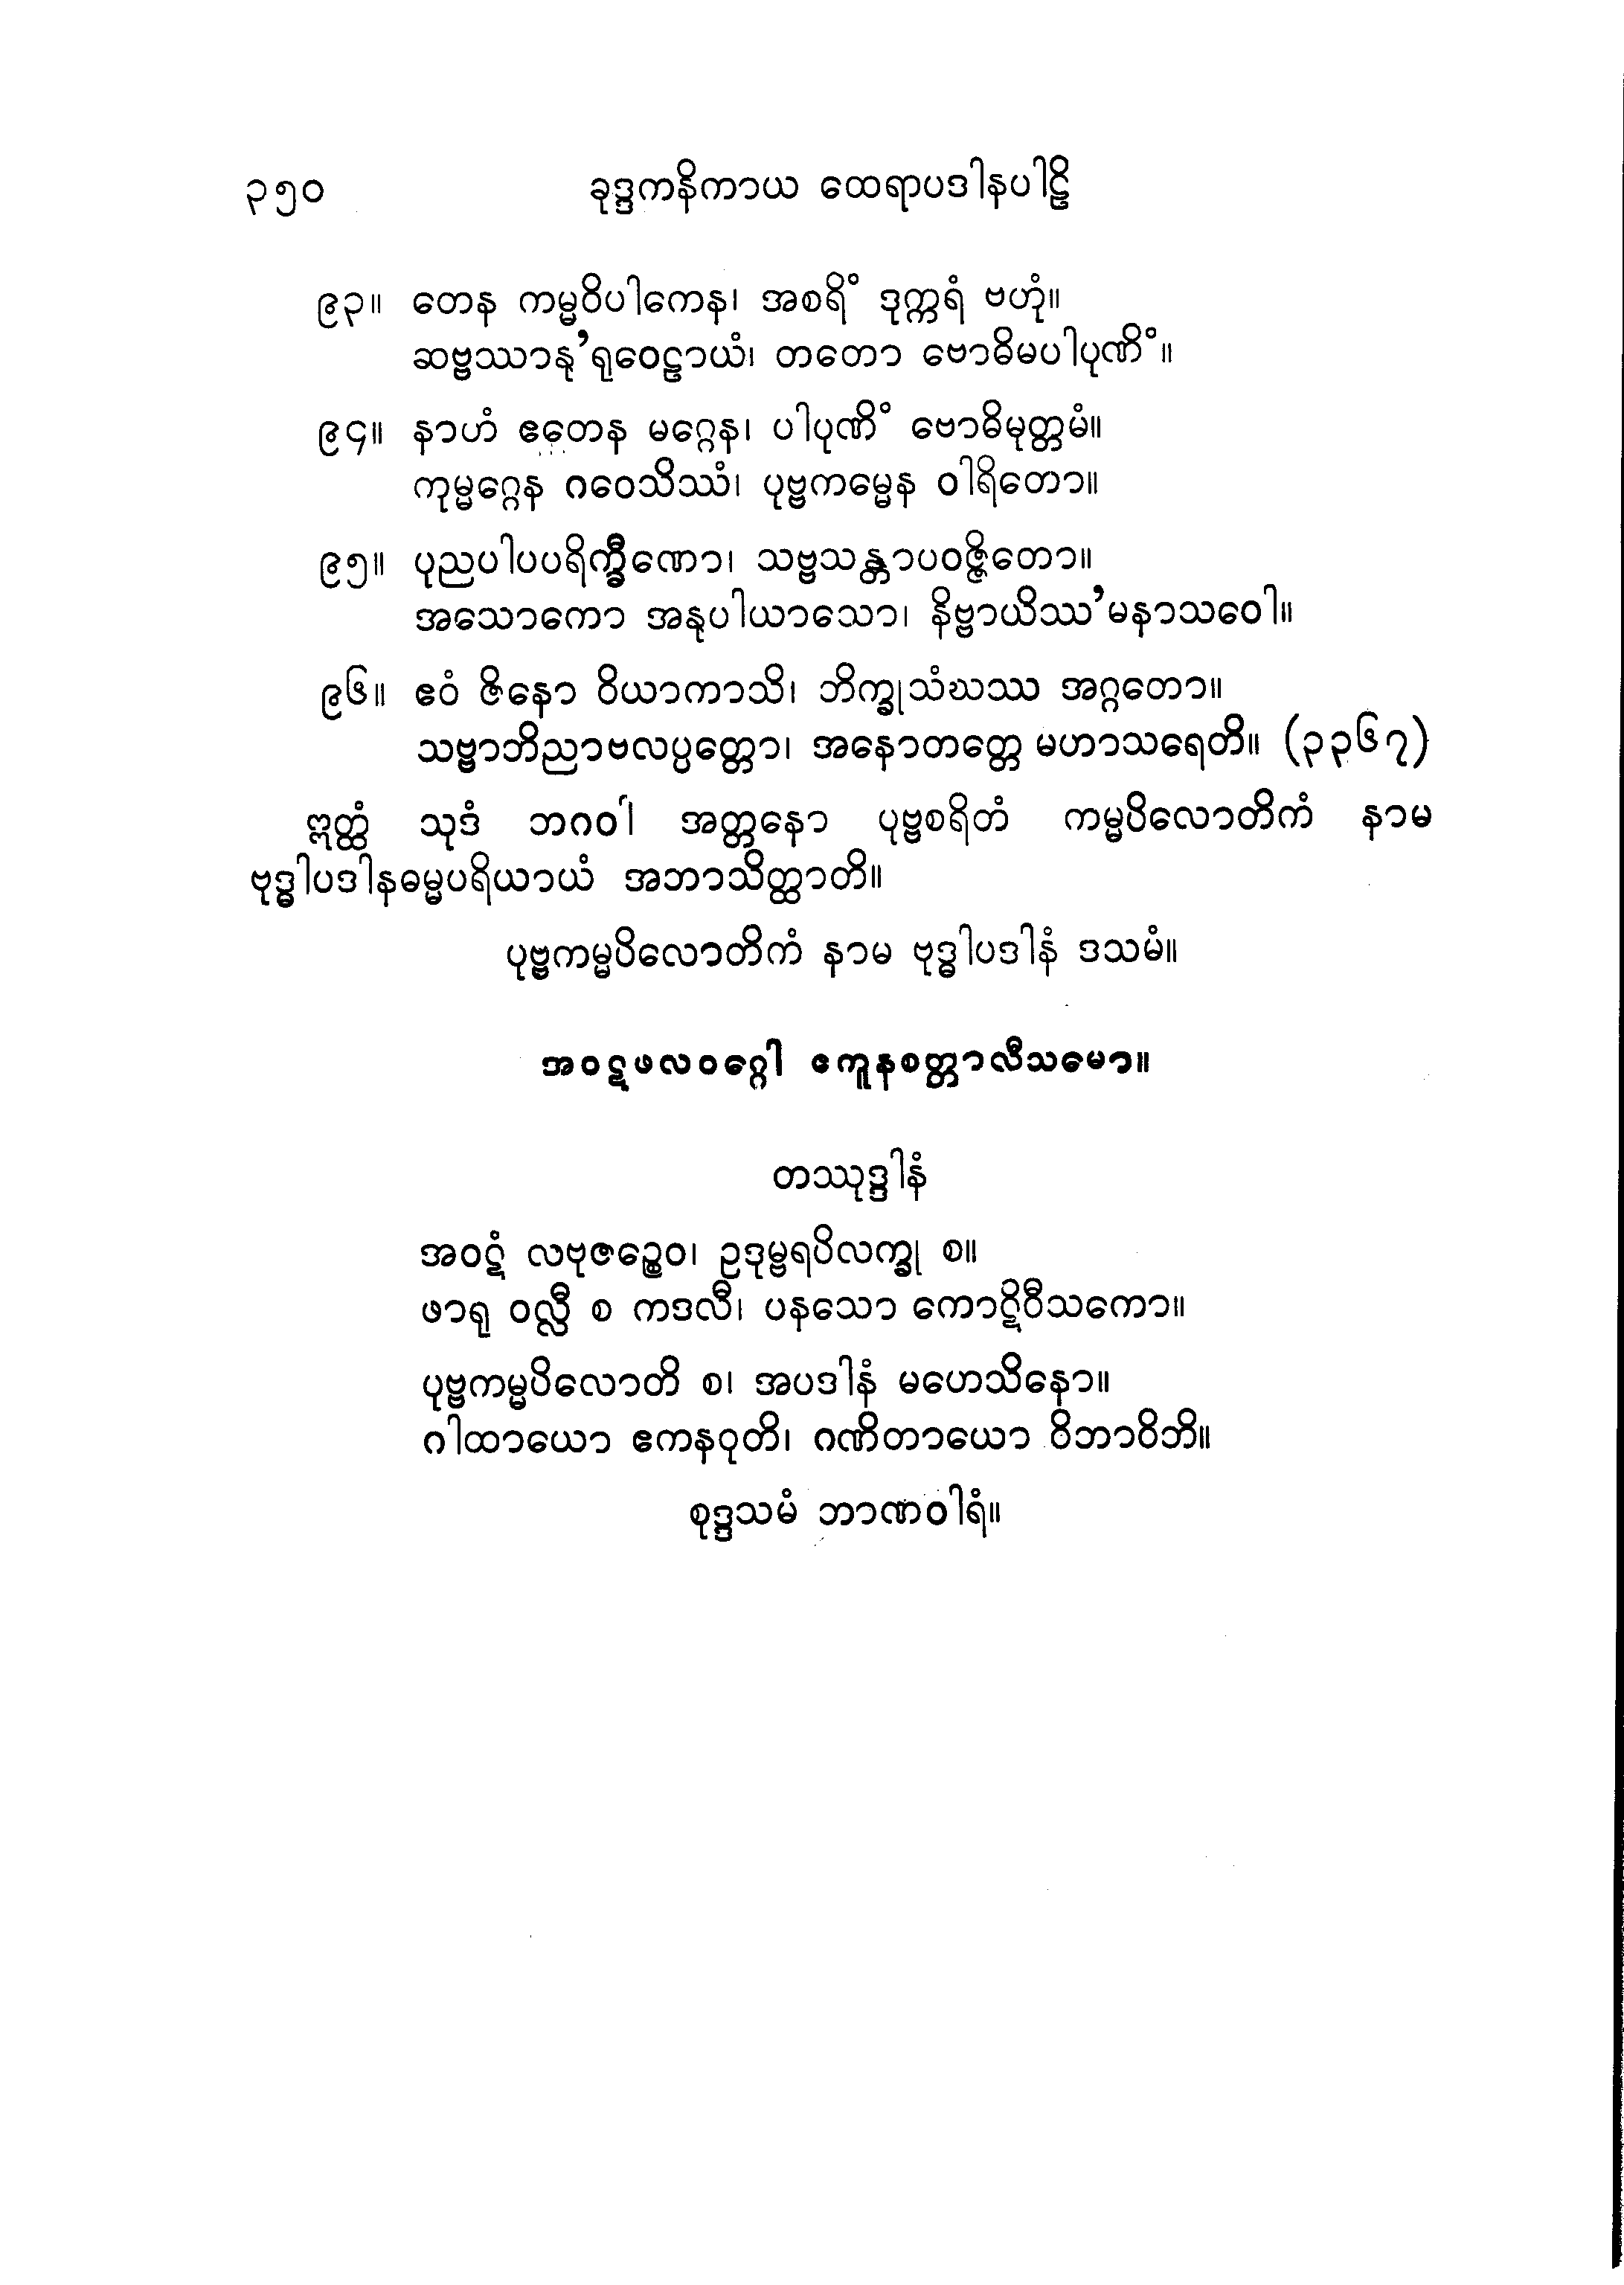 ၃၅၀ ခုဒ္ဒကနိကာယ ထေရာပဒါနပါဠိ
၉၃။ တေန ကမ္မဝိပါကေန၊ အစရိံ ဒုက္ကရံ ဗဟုံ။
ဆဗ္ဗဿာနု’ရုဝေဠာယံ၊ တတော ဗောဓိမပါပုဏိံ။
၉၄။ နာဟံ ဧတေန မဂ္ဂေန၊ ပါပုဏိံ ဗောဓိမုတ္တမံ။
ကုမ္မဂ္ဂေန ဂဝေသိဿံ၊ ပုဗ္ဗကမ္မေန ဝါရိတော။
၉၅။ ပုညပါပပရိက္ခီဏော၊ သဗ္ဗသန္တာပဝဇ္ဇိတော။
အသောကော အနုပါယာသော၊ နိဗ္ဗာယိဿ’မနာသဝေါ။
၉၆။ ဧဝံ ဇိနော ဝိယာကာသိ၊ ဘိက္ခုသံဃဿ အဂ္ဂတော။
သဗ္ဗာဘိညာဗလပ္ပတ္တော၊ အနောတတ္တေ မဟာသရေတိ။ (၃၃၆၇)
ဣတ္ထံ သုဒံ ဘဂဝါ အတ္တနော ပုဗ္ဗစရိတံ ကမ္မပိလောတိကံ နာမ
ဗုဒ္ဓါပဒါနဓမ္မပရိယာယံ အဘာသိတ္ထာတိ။
ပုဗ္ဗကမ္မပိလောတိကံ နာမ ဗုဒ္ဓါပဒါနံ ဒသမံ။
အဝဋဖလဝဂ္ဂေါ ဧကူနစတ္တာလီသမော။
တဿုဒ္ဒါနံ
အဝဋံ လဗုဇဉ္စေဝ၊ ဥဒုမ္ဗရပိလက္ခု စ။
ဖာရု ဝလ္လီ စ ကဒလီ၊ ပနသော ကောဋိဝီသကော။
ပုဗ္ဗကမ္မပိလောတိ စ၊ အပဒါနံ မဟေသိနော။
ဂါထာယော ဧကနဝုတိ၊ ဂဏိတာယော ဝိဘာဝိဘိ။
စုဒ္ဒသမံ ဘာဏဝါရံ။